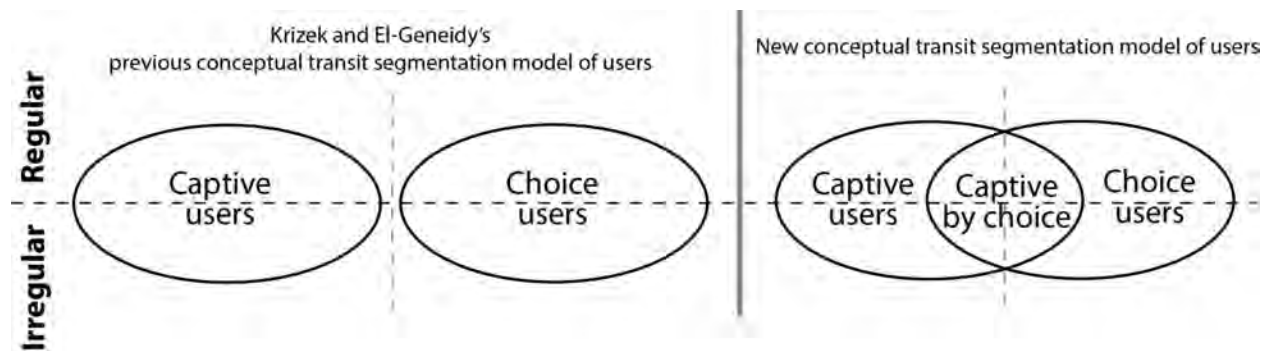 Krizek and El-Geneidy's
previous conceptual transit segmentation model of users
New conceptual transit segmentation model of users
Regular
Irregular
Captive
users
Choice
users
Captive
users
Captive
by choice
Choice
users